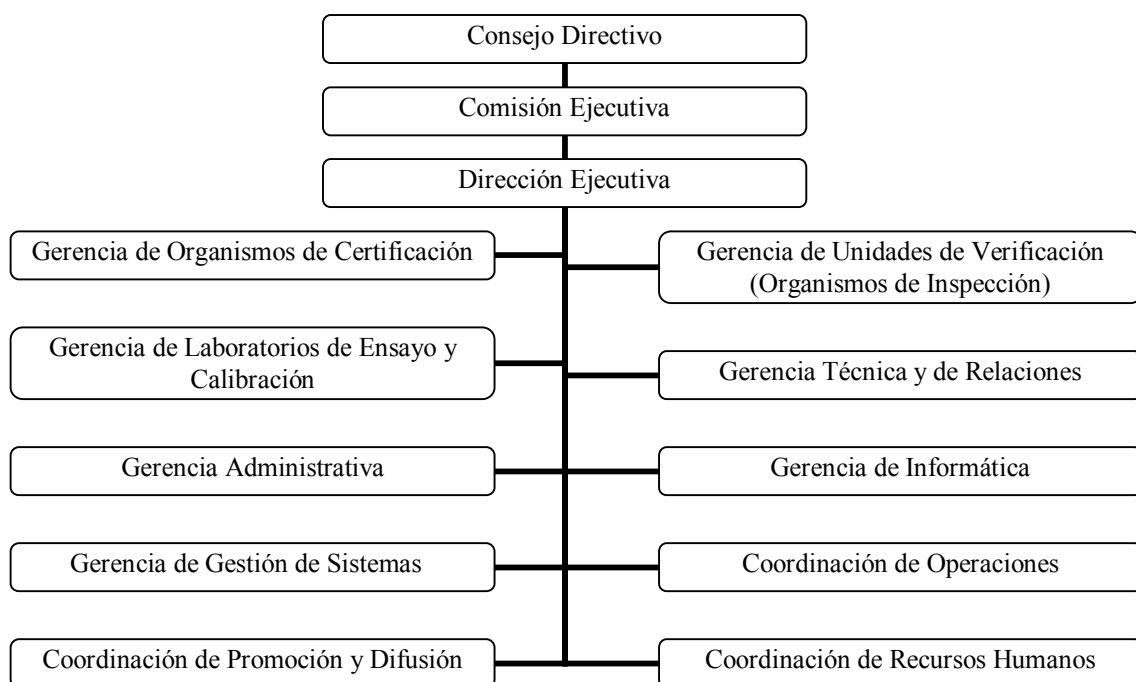 Consejo Directivo
Comisión Ejecutiva
Dirección Ejecutiva
Gerencia de Organismos de Certificación
Gerencia de Unidades de Verificación
(Organismos de Inspección)
Gerencia de Laboratorios de Ensayo y
Calibración
Gerencia Técnica y de Relaciones
Gerencia Administrativa
Gerencia de Informática
Gerencia de Gestión de Sistemas
Coordinación de Operaciones
Coordinación de Promoción y Difusión
Coordinación de Recursos Humanos